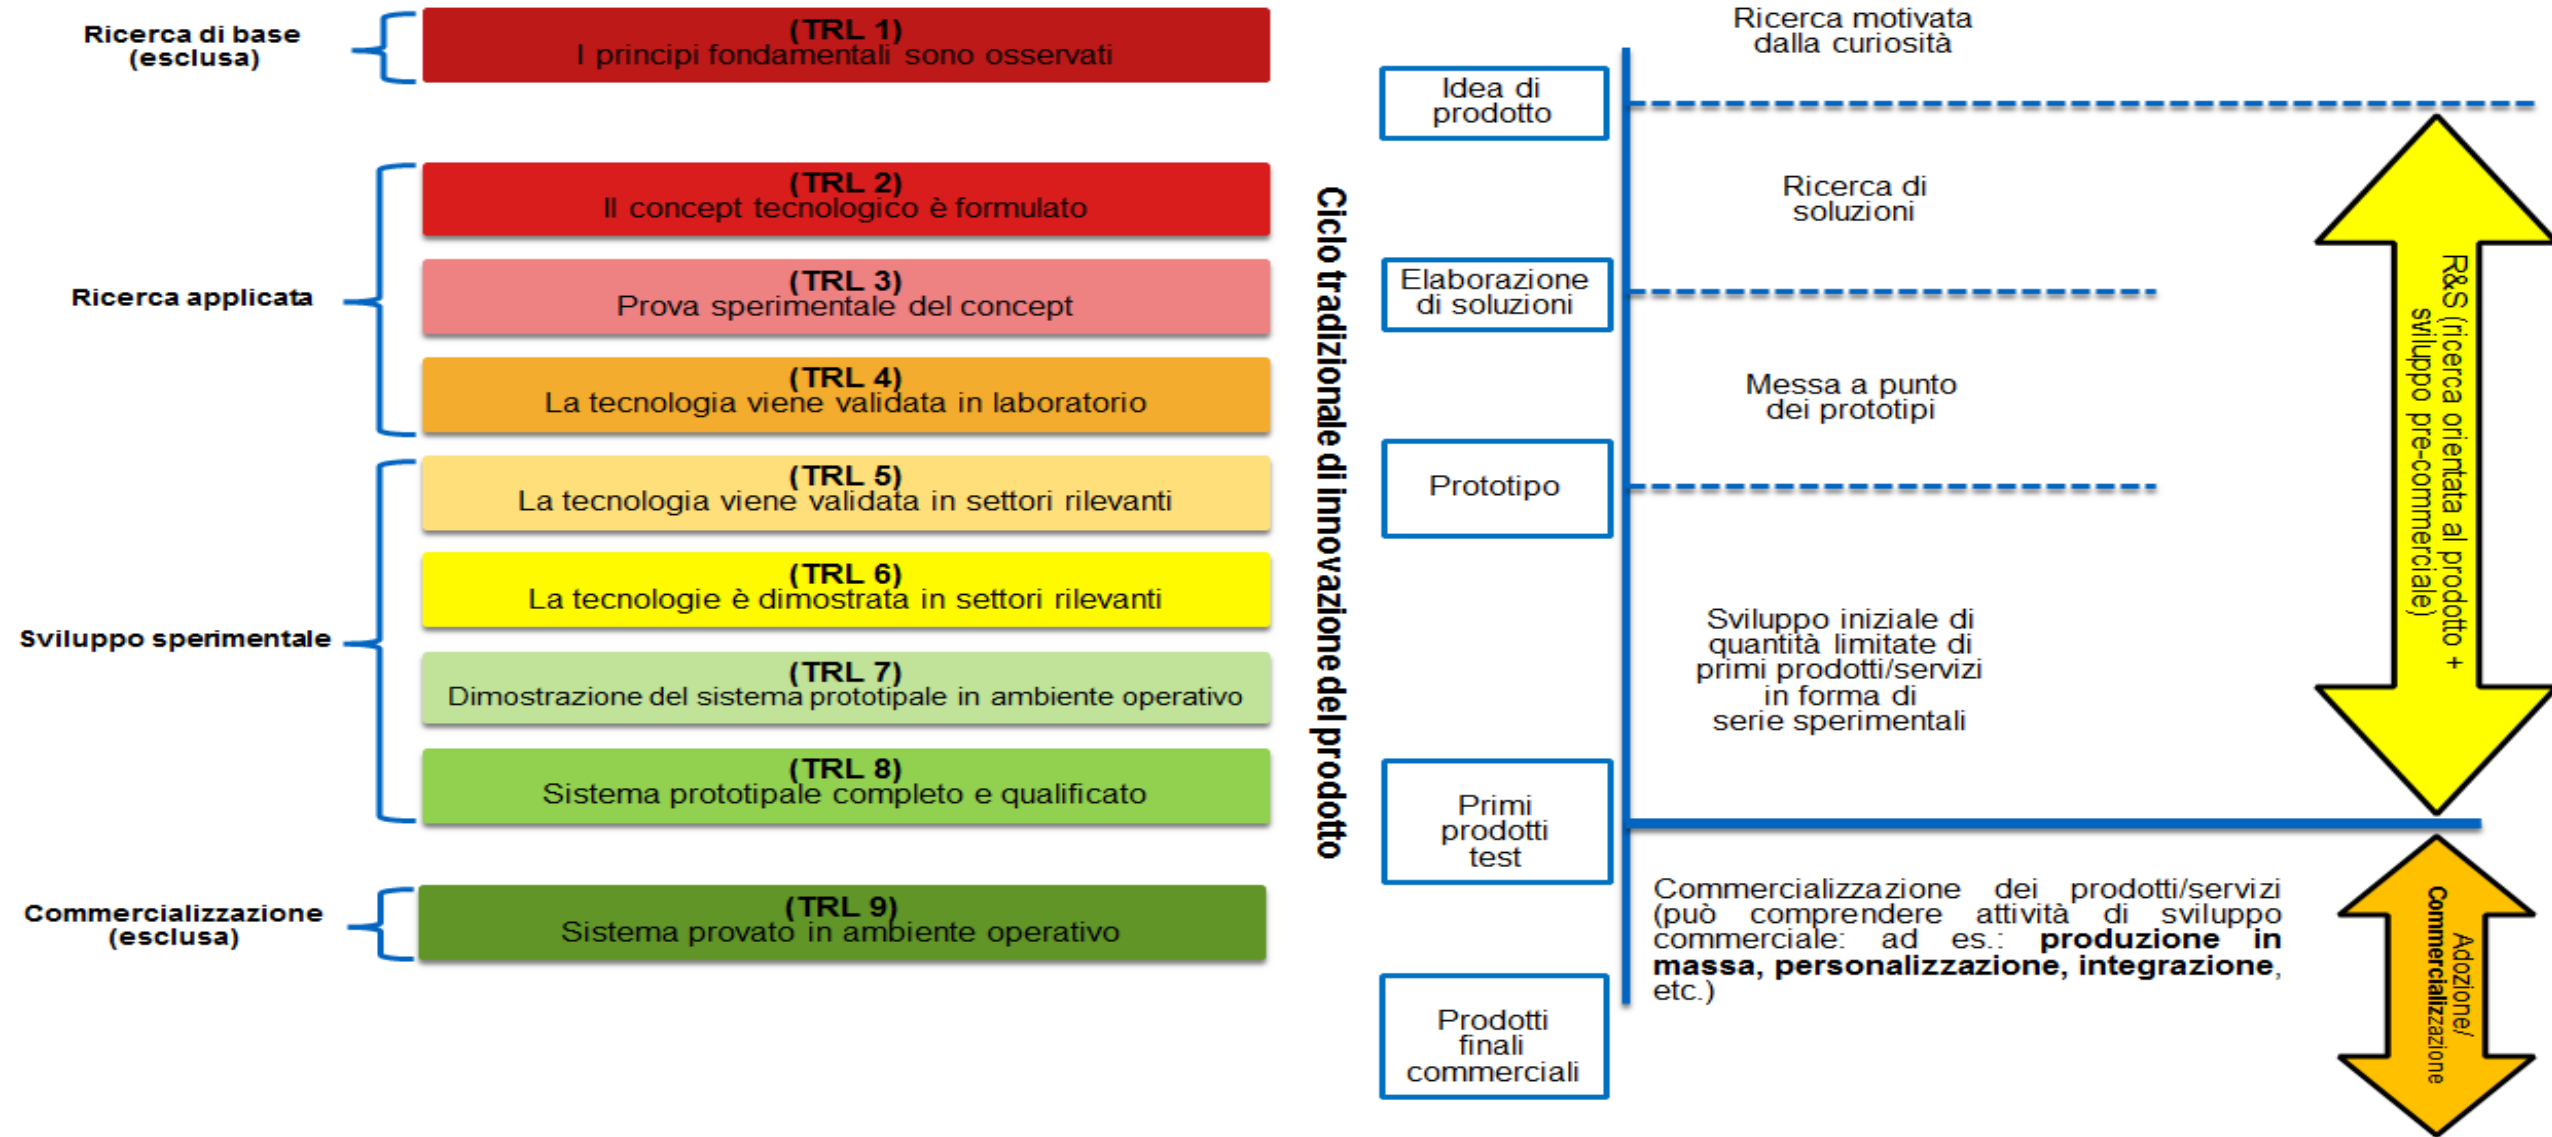 Ricerca di base
(esclusa)
(TRL 1)
I principi fondamentali sono osservati
Ricerca applicata
(TRL 2)
Il concept tecnologico è formulato
(TRL 3)
Prova sperimentale del concept
(TRL 4)
La tecnologia viene validata in laboratorio
Sviluppo sperimentale
(TRL 5)
La tecnologia viene validata in settori rilevanti
(TRL 6)
La tecnologie è dimostrata in settori rilevanti
(TRL 7)
Dimostrazione del sistema prototipale in ambiente operativo
(TRL 8)
Sistema prototipale completo e qualificato
Commercializzazione
(esclusa)
(TRL 9)
Sistema provato in ambiente operativo
Ciclo tradizionale di innovazione del prodotto
Idea di
prodotto
Elaborazione
di soluzioni
Prototipo
Primi
prodotti
test
Prodotti
finali
commerciali
Ricerca motivata
dalla curiosità
Ricerca di
soluzioni
Messa a punto
dei prototipi
Sviluppo iniziale di
quantità limitate di
primi prodotti/servizi
in forma di
serie sperimentali
Commercializzazione dei prodotti/servizi
(può comprendere attività di sviluppo
commerciale: ad es.: produzione in
massa, personalizzazione, integrazione,
etc.)
R&S (ricerca orientata al prodotto +
sviluppo pre-commerciale)
Adozione/
Commercializzazione